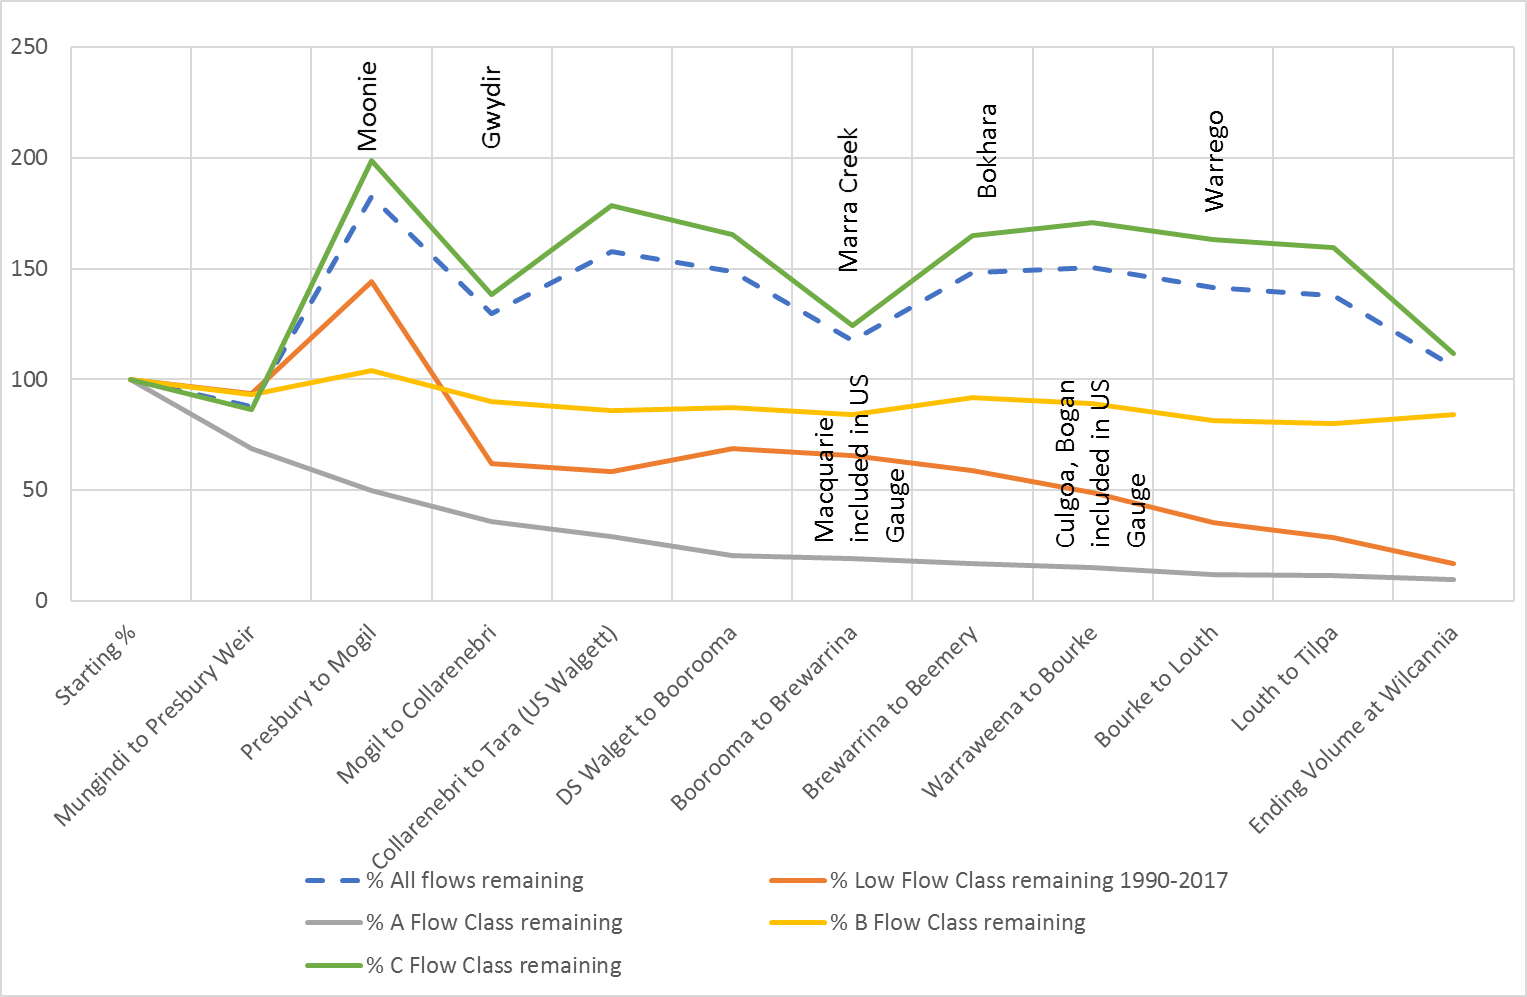 250
200
150
100
50
0
Moonie
Gwydir
Marra Creek
Bokhara
Warrego
Macquarie
included in US
Gauge
Culgoa, Bogan
included in US
Gauge
Starting %
Mungindi to Presbury Weir
Presbury to Mogil
Mogil to Collarenebri
Collarenebri to Tara (US Walgett)
DS Walget to Boorooma
Boorooma to Brewarrina
Brewarrina to Beemery
Warraweena to Bourke
Bourke to Louth
Louth to Tilpa
Ending Volume at Wilcannia
% All flows remaining
% Low Flow Class remaining 1990-2017
% A Flow Class remaining
% B Flow Class remaining
% C Flow Class remaining